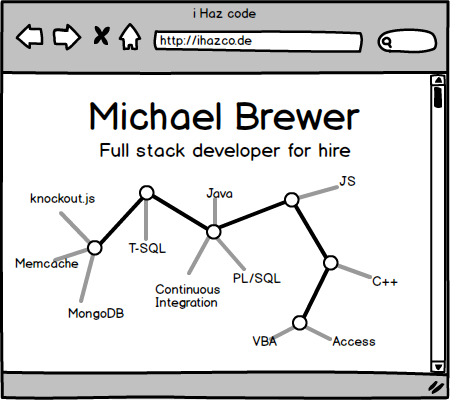 i Haz code
http://ihazco.de
Michael Brewer
Full stack developer for hire
knockout.js
Java
JS
T-SQL
Memcache
PL/SQL
C++
Continuous
Integration
MongoDB
VBA
Access